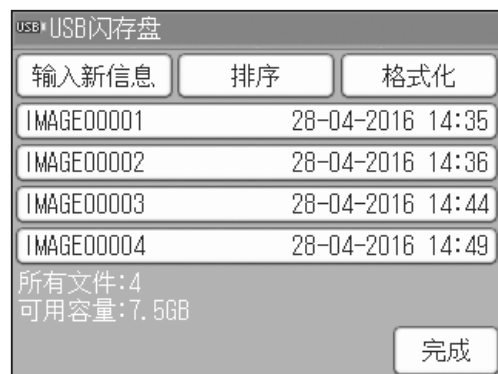 USB USB闪存盘
输入新信息 排序 格式化
IMAGE00001 28-04-2016 14:35
IMAGE00002 28-04-2016 14:36
IMAGE00003 28-04-2016 14:44
IMAGE00004 28-04-2016 14:49
所有文件:4
可用容量:7.5GB
完成